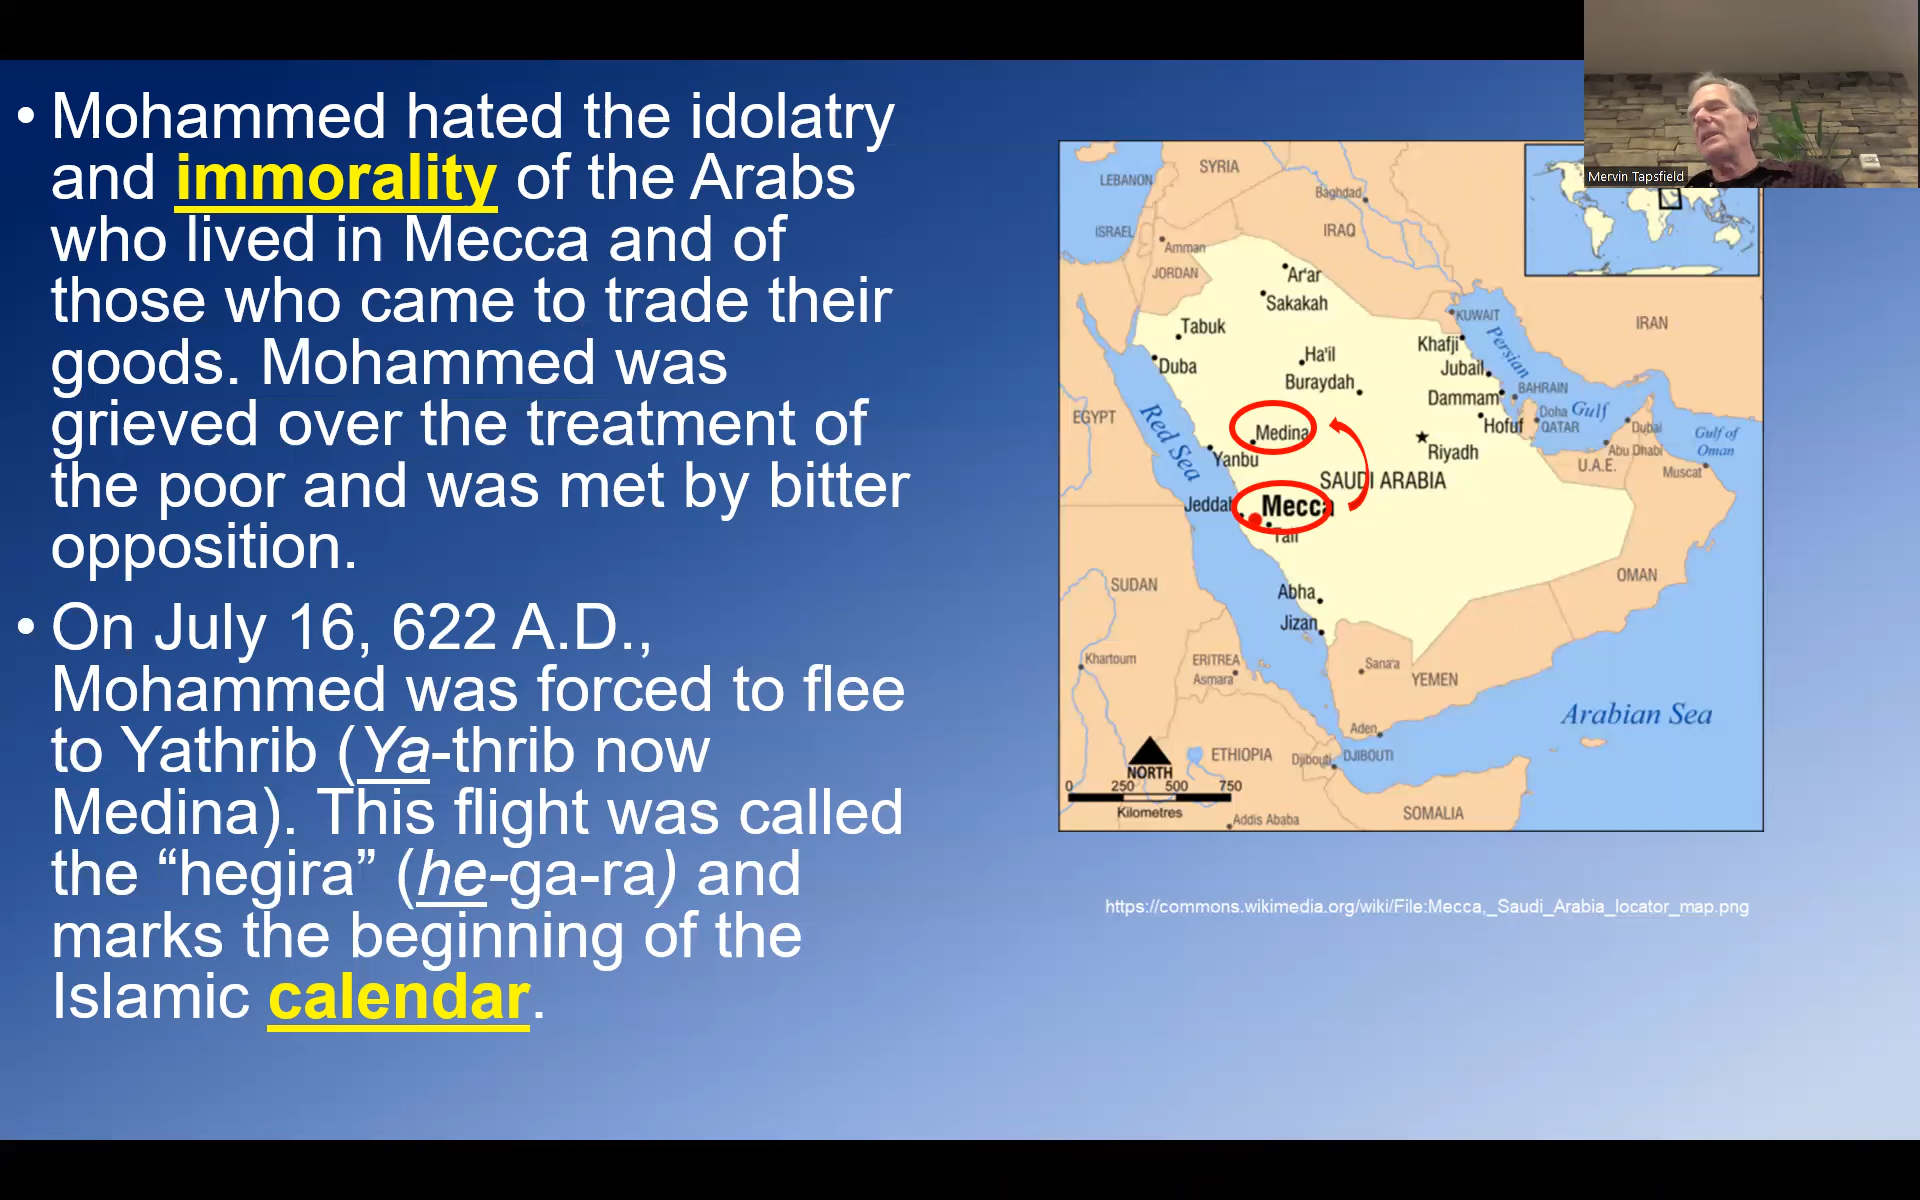 • Mohammed hated the idolatry
and immorality of the Arabs
who lived in Mecca and of
those who came to trade their
goods. Mohammed was
grieved over the treatment of
the poor and was met by bitter
opposition.
• On July 16, 622 A.D.,
Mohammed was forced to flee
to Yathrib (Ya-thrib now
Medina). This flight was called
the “hegira” (he-ga-ra) and
marks the beginning of the
Islamic calendar.
Mervin Tapsfield
SYRIA
LEBANON
Baghdad
ISRAEL
Amman
IRAQ
JORDAN
Ar'ar
Sakakah
KUWAIT
IRAN
Tabuk
Khafji
Persian
Gulf
Ha'il
Duba
Jubail
Buraydah
BAHRAIN
Dammam
EGYPT
Red Sea
Doha
QATAR
Hofuf
Dubai
Gulf of
Oman
Medina
Riyadh
Abu Dhabi
Yanbu
U.A.E.
Muscat
SAUDI ARABIA
Jeddah
Mecca
Taif
OMAN
SUDAN
Abha
Jizan
Khartoum
ERITREA
Asmara
Sana'a
YEMEN
Arabian Sea
Aden
ETHIOPIA
Djibouti
DJIBOUTI
NORTH
0 250 500 750
Kilometres
SOMALIA
Addis Ababa
https://commons.wikimedia.org/wiki/File:Mecca,_Saudi_Arabia_locator_map.png